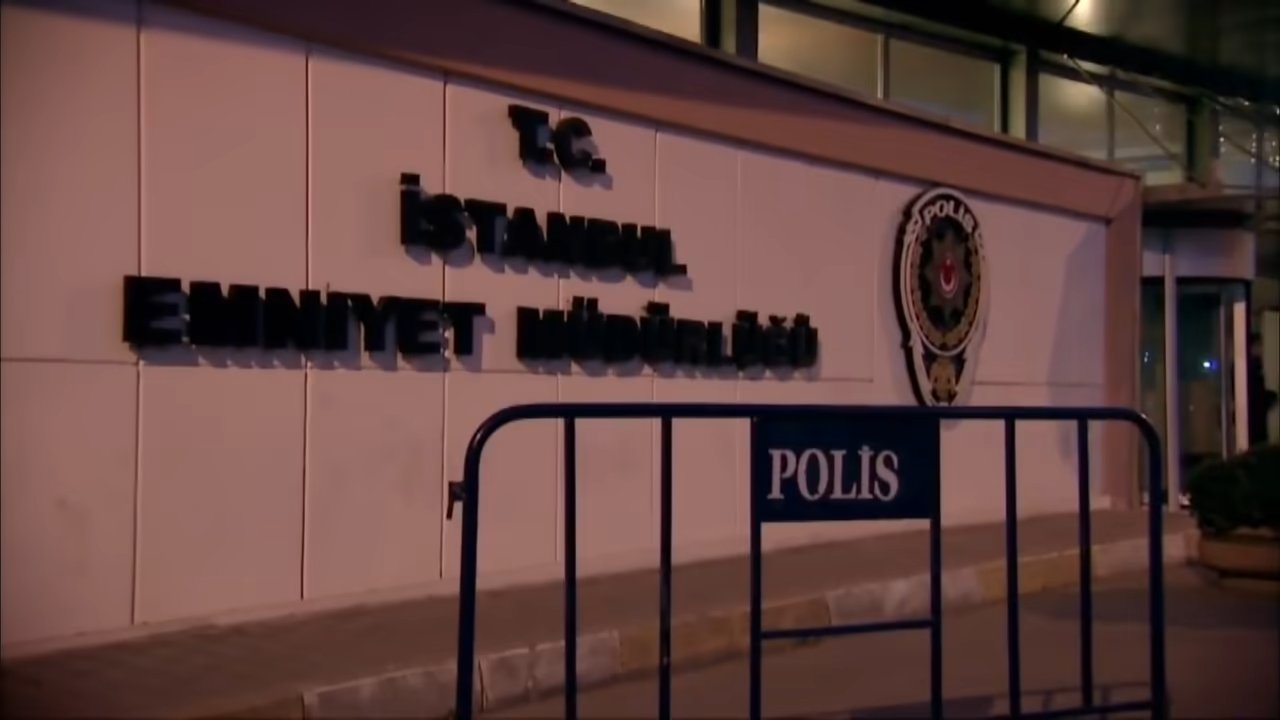 T.C.
İSTANBUL
EMNİYET MÜDÜRLÜĞÜ
POLİS
POLİS